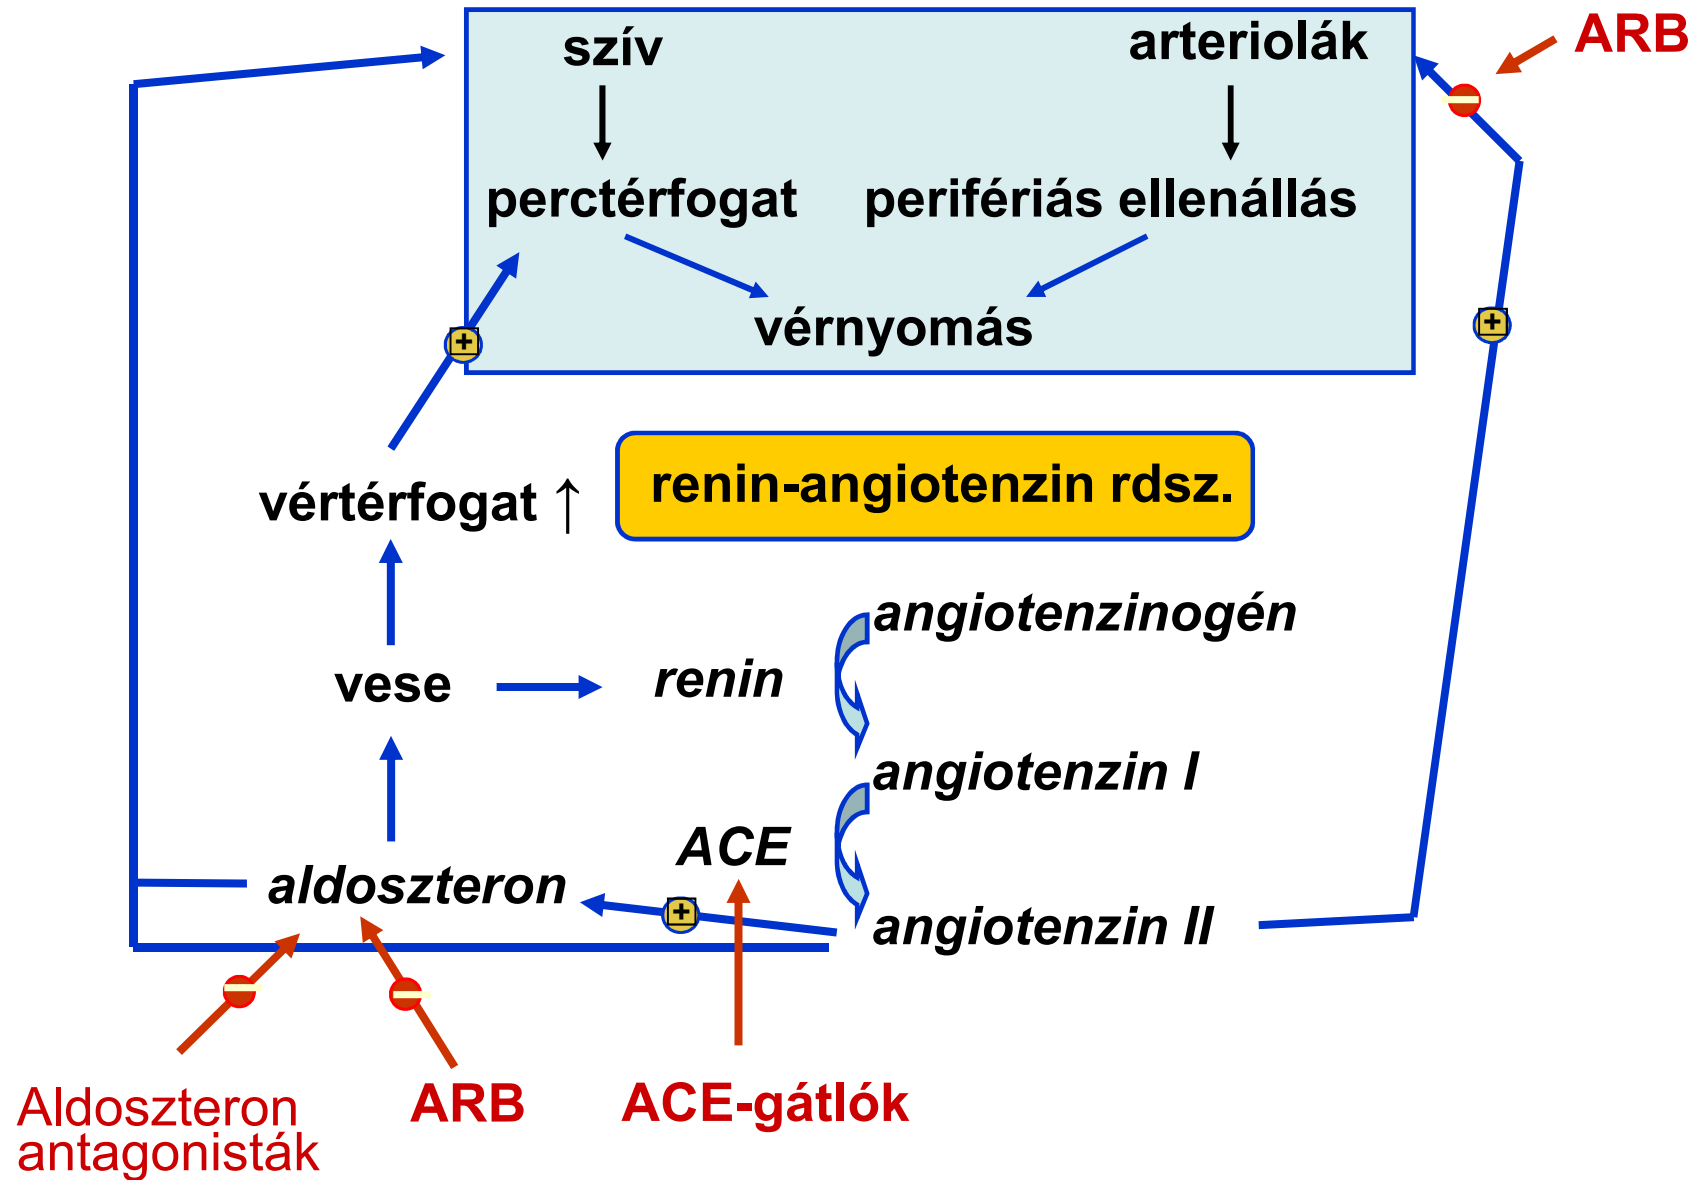 szív
arteriolák
ARB
perctérfogat
perifériás ellenállás
vérnyomás
+
+
renin-angiotenzin rdsz.
vértérfogat ↑
angiotenzinogén
vese
renin
angiotenzin I
ACE
aldoszteron
+
angiotenzin II
Aldoszteron
antagonisták
ARB
ACE-gátlók